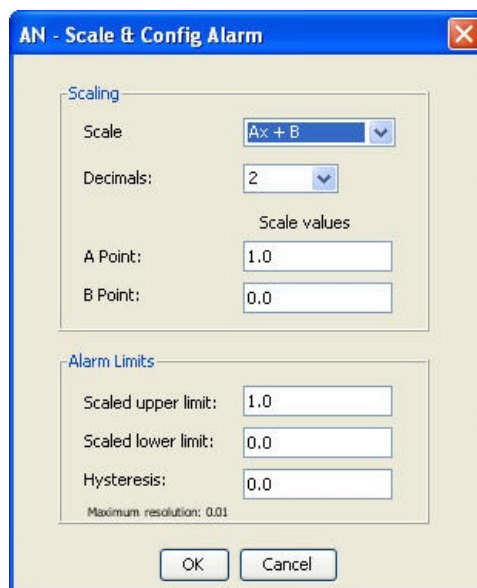 AN - Scale & Config Alarm
Scaling
Scale Ax + B
Decimals: 2
Scale values
A Point: 1.0
B Point: 0.0
Alarm Limits
Scaled upper limit: 1.0
Scaled lower limit: 0.0
Hysteresis: 0.0
Maximum resolution: 0.01
OK Cancel